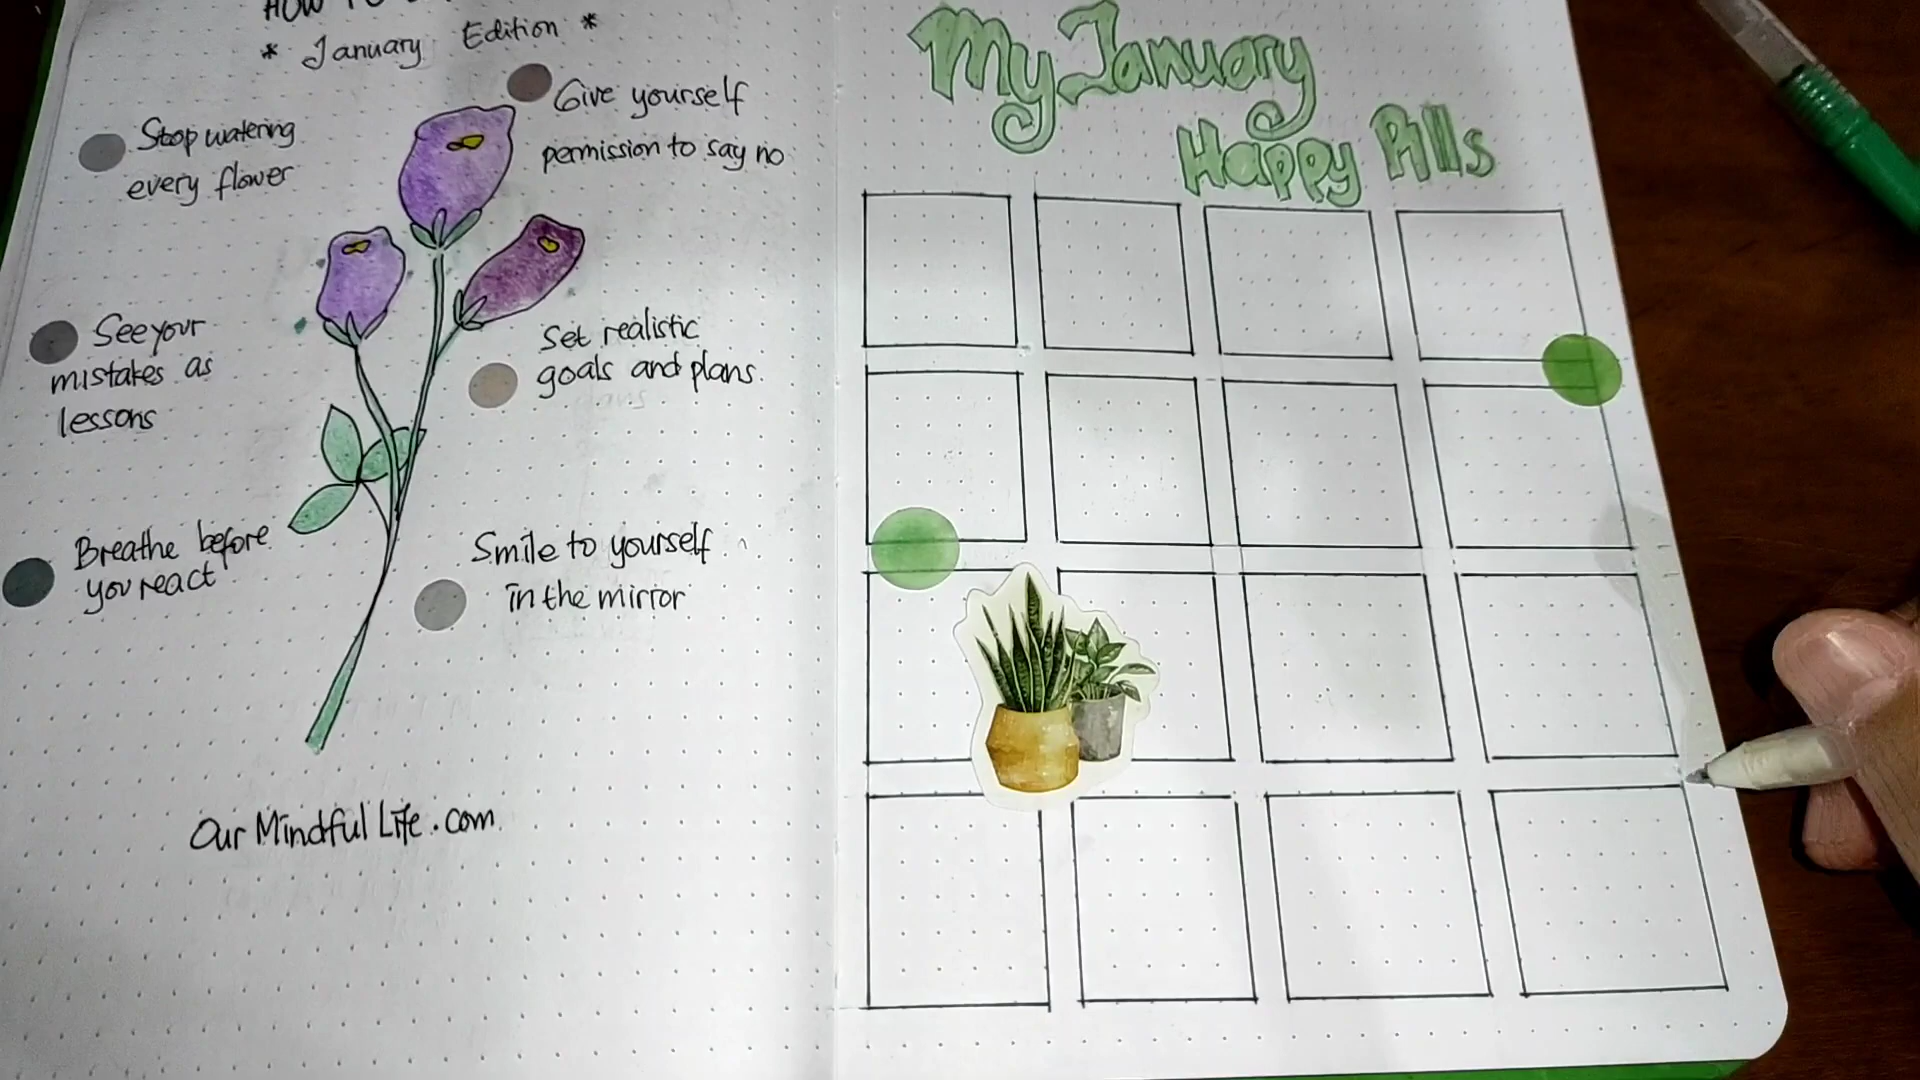 HOW TO
* January Edition *
Stop watering
every flower
Give yourself
permission to say no
See your
mistakes as
lessons
Set realistic
goals and plans.
Breathe before
you react
Smile to yourself
in the mirror
OurMindfulLife.com
My January
Happy Pills